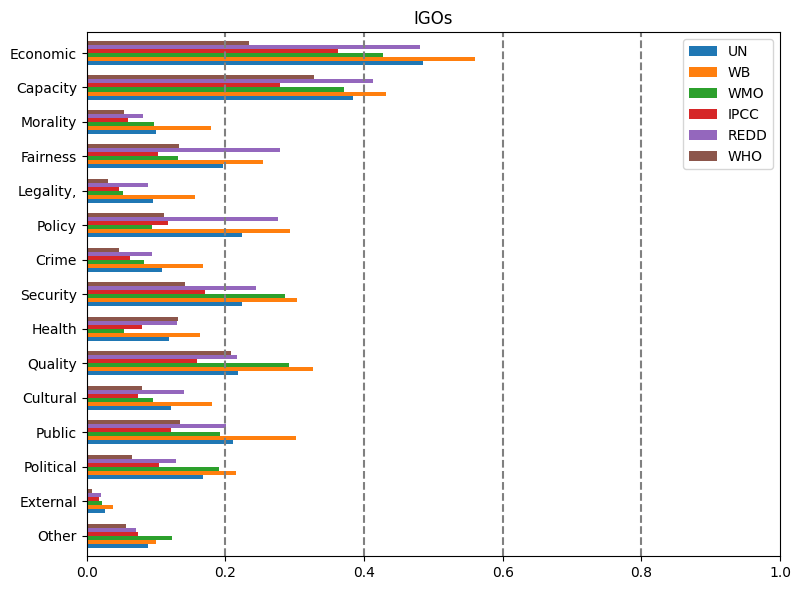 IGOs
Economic
Capacity
Morality
Fairness
Legality,
Policy
Crime
Security
Health
Quality
Cultural
Public
Political
External
Other
0.0 0.2 0.4 0.6 0.8 1.0
UN
WB
WMO
IPCC
REDD
WHO